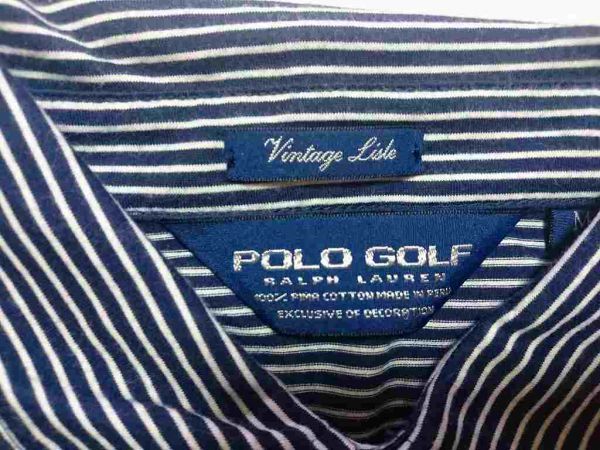 Vintage Lisle
POLO GOLF
RALPH LAUREN
100% PIMA COTTON MADE IN PERU
EXCLUSIVE OF DECORATION
M